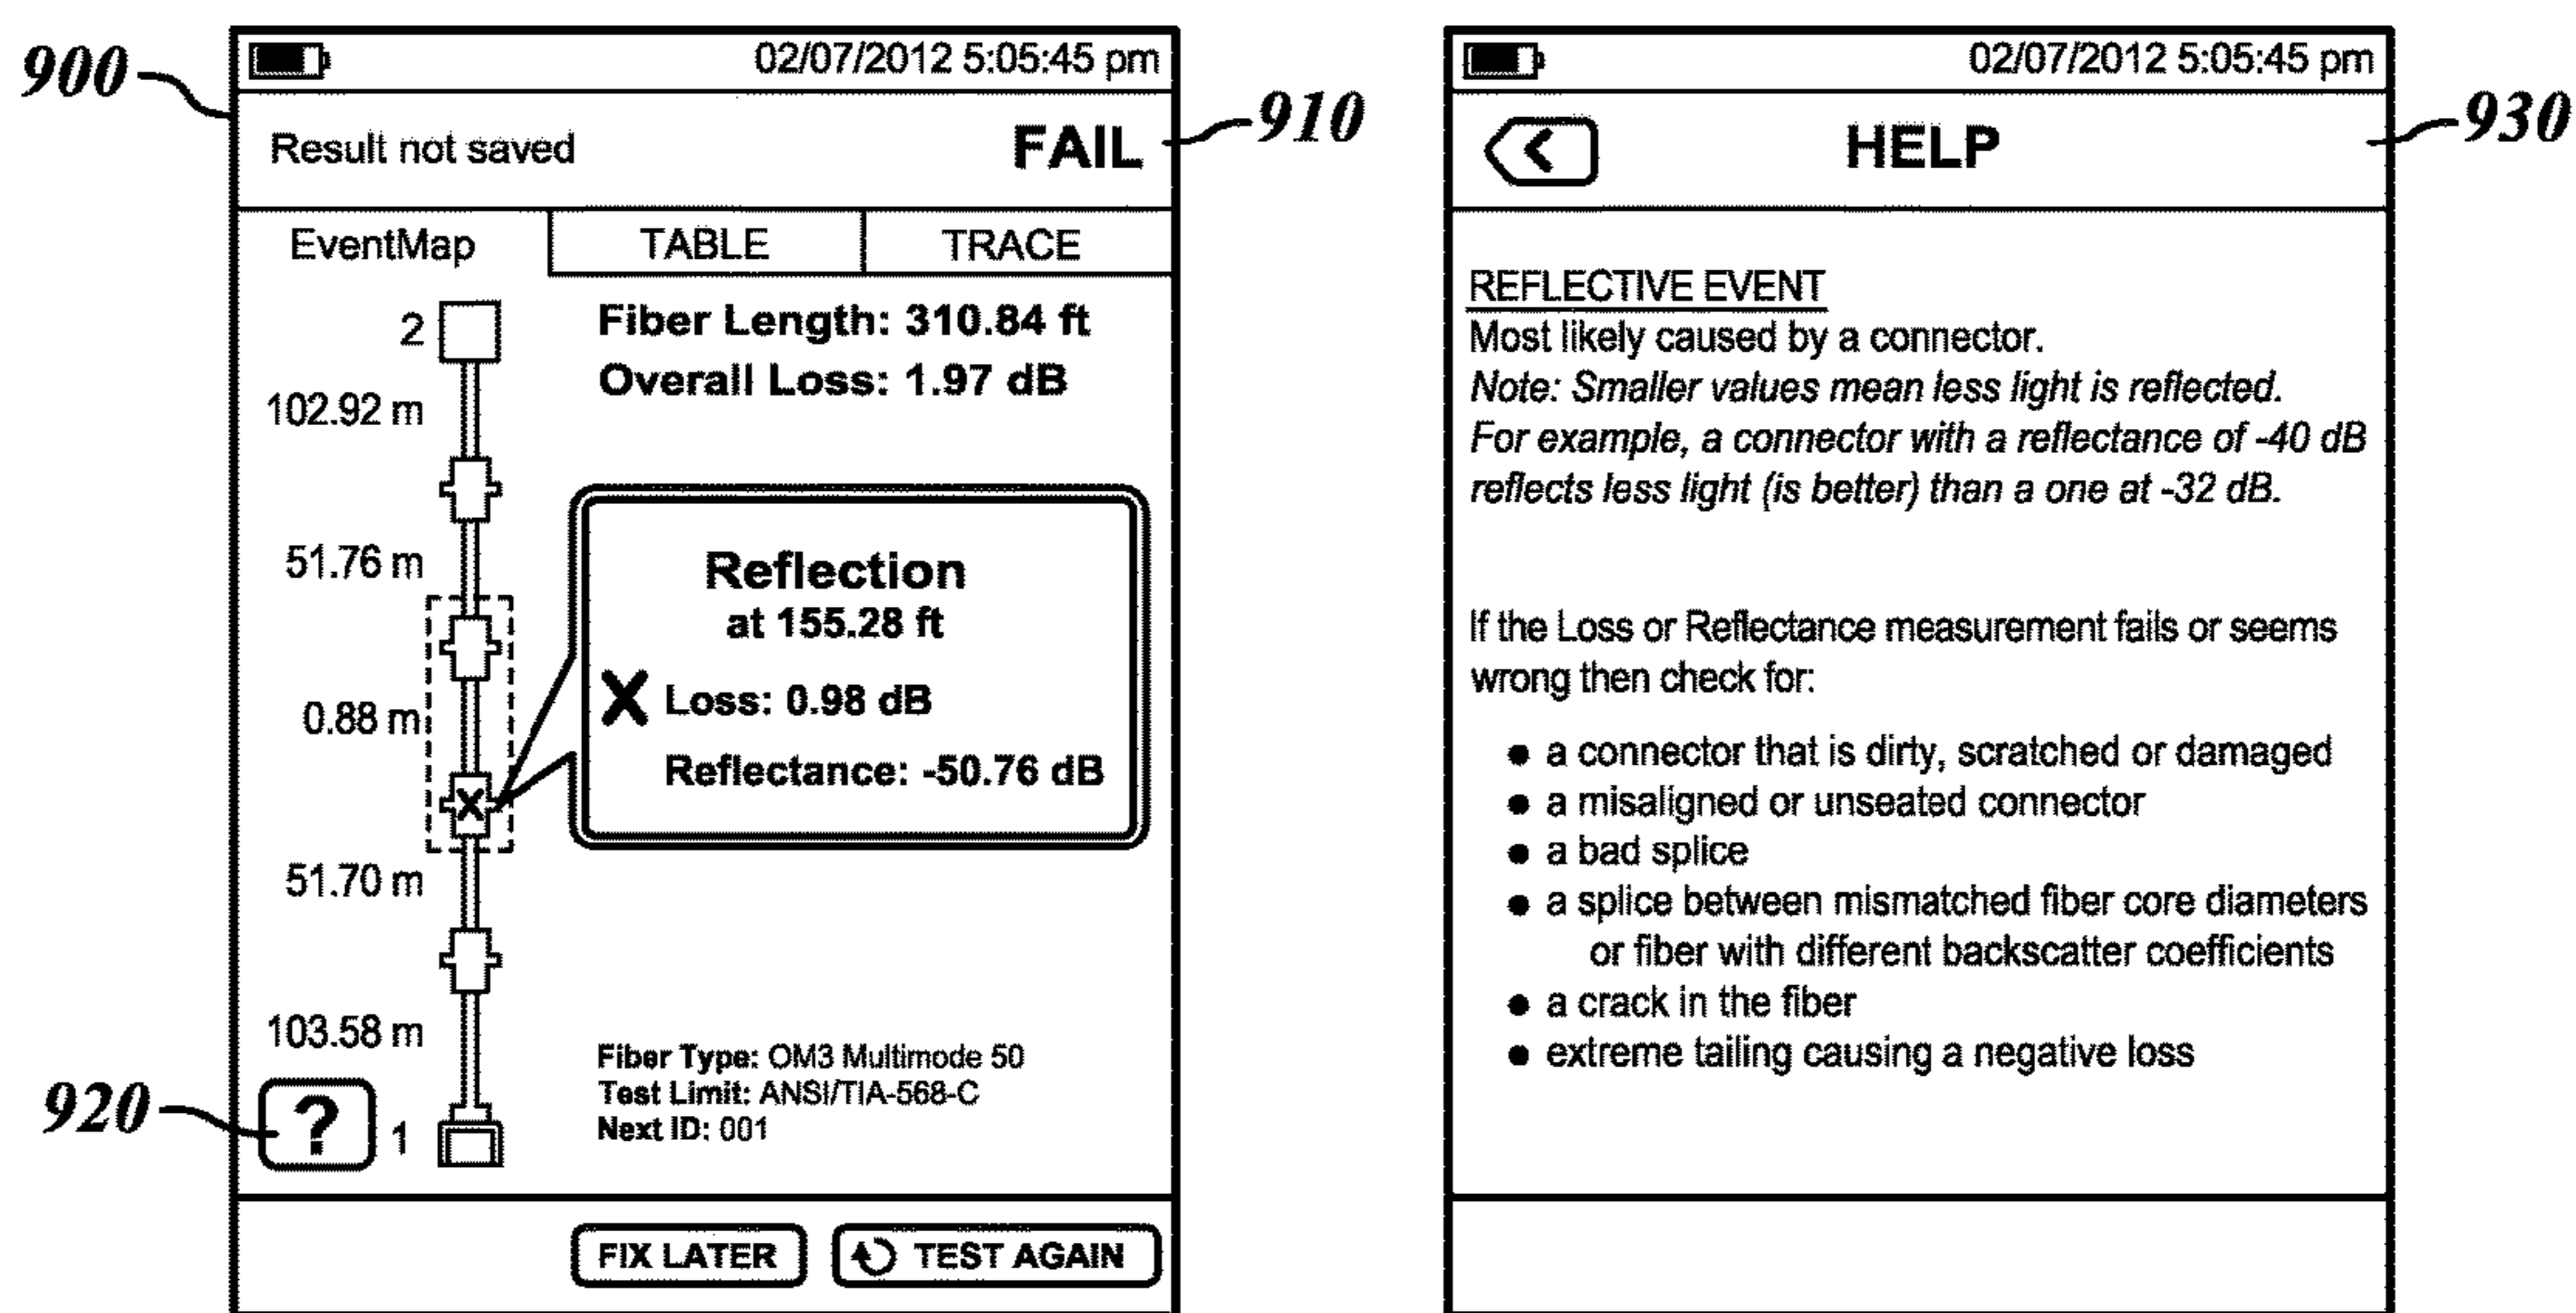 900
02/07/2012 5:05:45 pm
Result not saved
FAIL
910
EventMap
TABLE
TRACE
2
Fiber Length: 310.84 ft
Overall Loss: 1.97 dB
102.92 m
51.76 m
0.88 m
51.70 m
103.58 m
Reflection
at 155.28 ft
X Loss: 0.98 dB
Reflectance: -50.76 dB
X
Fiber Type: OM3 Multimode 50
Test Limit: ANSI/TIA-568-C
Next ID: 001
920
?
1
FIX LATER
TEST AGAIN
02/07/2012 5:05:45 pm
<
HELP
930
REFLECTIVE EVENT
Most likely caused by a connector.
Note: Smaller values mean less light is reflected.
For example, a connector with a reflectance of -40 dB
reflects less light (is better) than a one at -32 dB.
If the Loss or Reflectance measurement fails or seems
wrong then check for:
● a connector that is dirty, scratched or damaged
● a misaligned or unseated connector
● a bad splice
● a splice between mismatched fiber core diameters
or fiber with different backscatter coefficients
● a crack in the fiber
● extreme tailing causing a negative loss